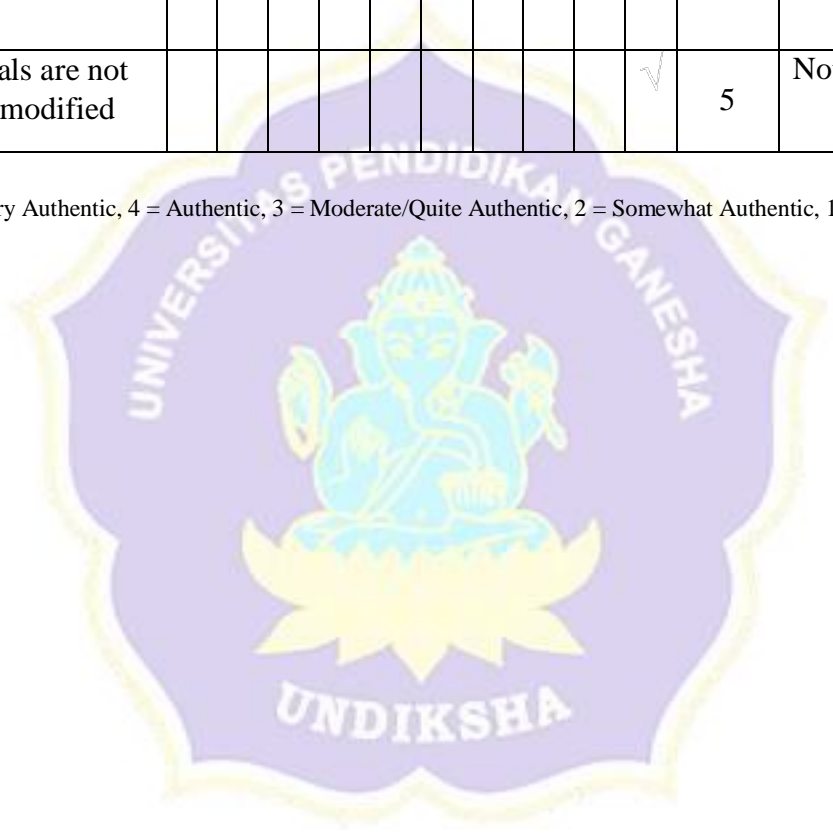 als are not
modified
√
5
No
ry Authentic, 4 = Authentic, 3 = Moderate/Quite Authentic, 2 = Somewhat Authentic, 1
UNIVERSITAS PENDIDIKAN GANESHA
UNDIKSHA